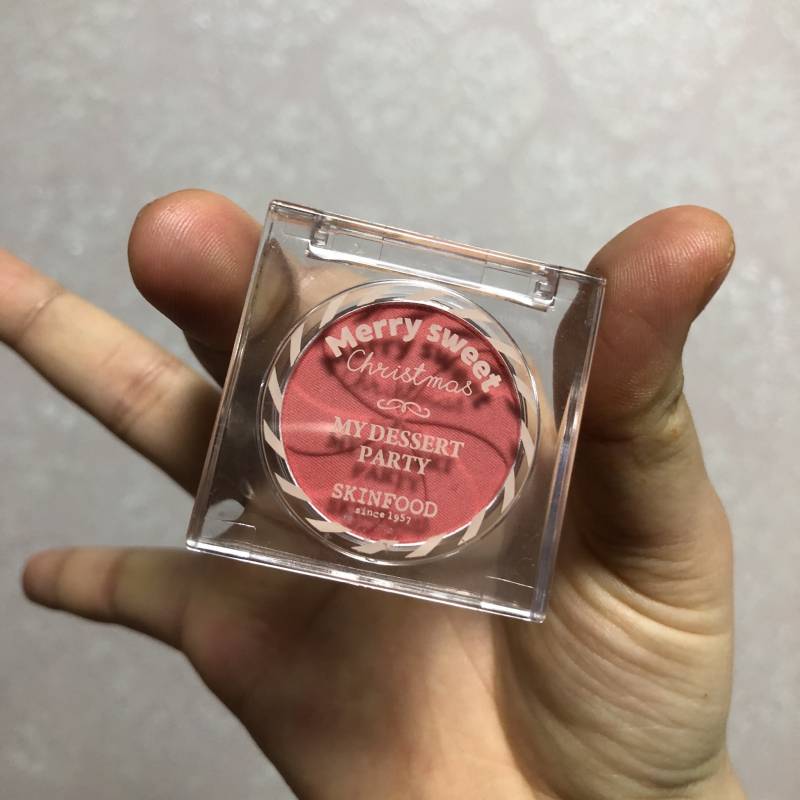 Merry sweet
Christmas
MY DESSERT
PARTY
SKINFOOD
since 1957